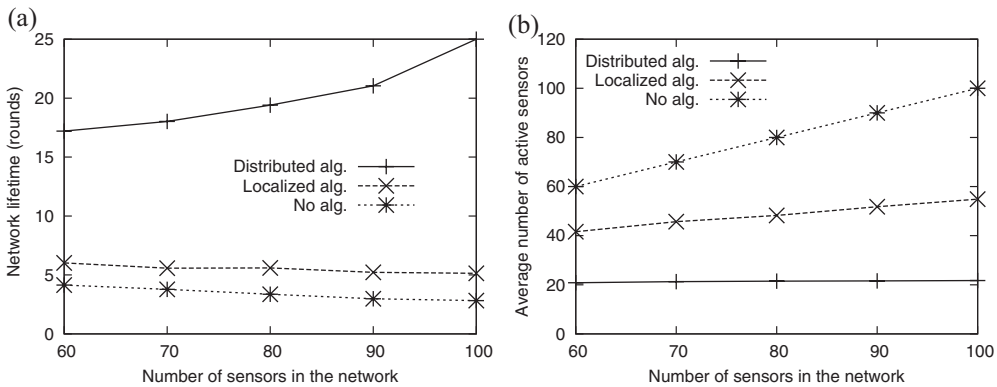 (a)
25
20
15
10
5
0
Network lifetime (rounds)
Distributed alg.
Localized alg.
No alg.
60 70 80 90 100
Number of sensors in the network
(b)
120
100
80
60
40
20
0
Average number of active sensors
Distributed alg.
Localized alg.
No alg.
60 70 80 90 100
Number of sensors in the network